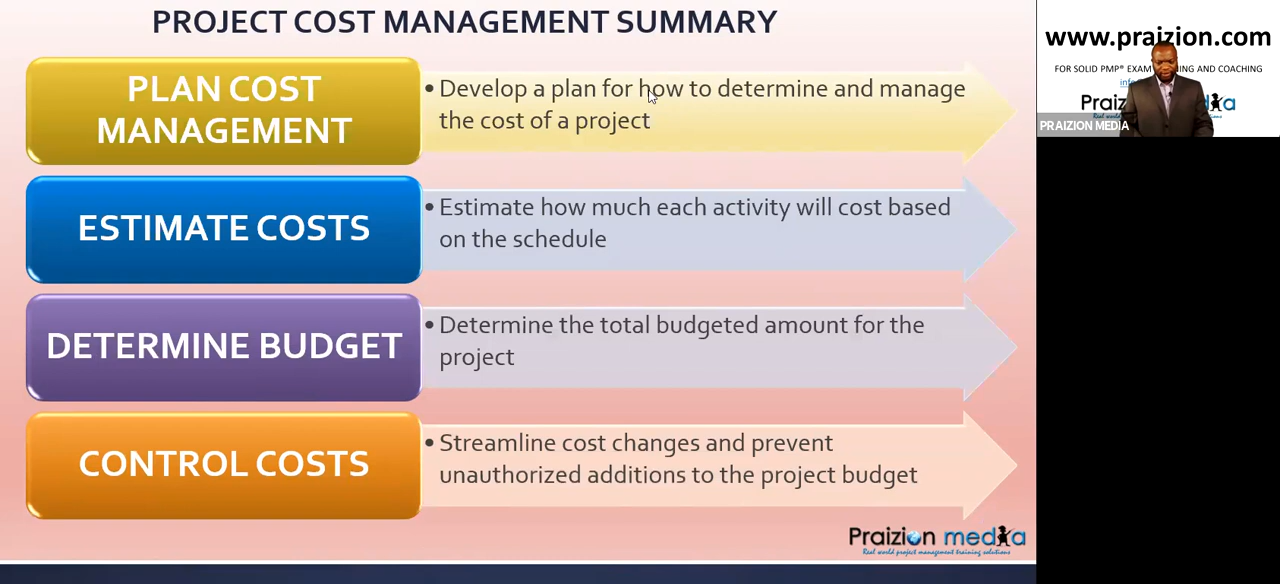 PROJECT COST MANAGEMENT SUMMARY
PLAN COST
MANAGEMENT
• Develop a plan for how to determine and manage
the cost of a project
ESTIMATE COSTS
• Estimate how much each activity will cost based
on the schedule
DETERMINE BUDGET
• Determine the total budgeted amount for the
project
CONTROL COSTS
• Streamline cost changes and prevent
unauthorized additions to the project budget
Praizion media
Real world project management training solutions
www.praizion.com
FOR SOLID PMP® EXAM AND COACHING
PRAIZION MEDIA